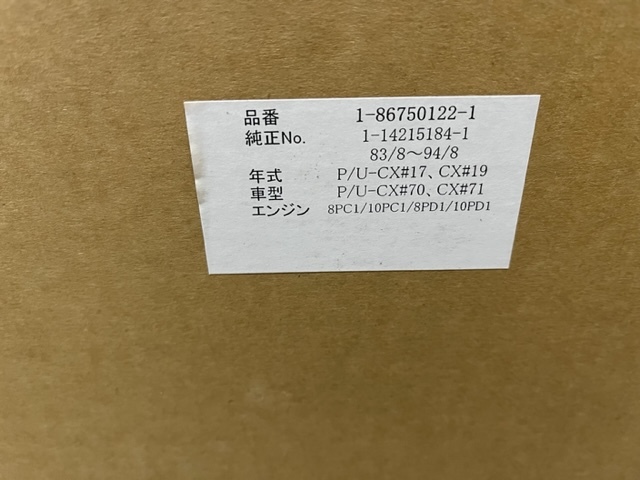 品番 1-86750122-1
純正No. 1-14215184-1
83/8～94/8
年式 P/U-CX#17、CX#19
車型 P/U-CX#70、CX#71
エンジン 8PC1/10PC1/8PD1/10PD1